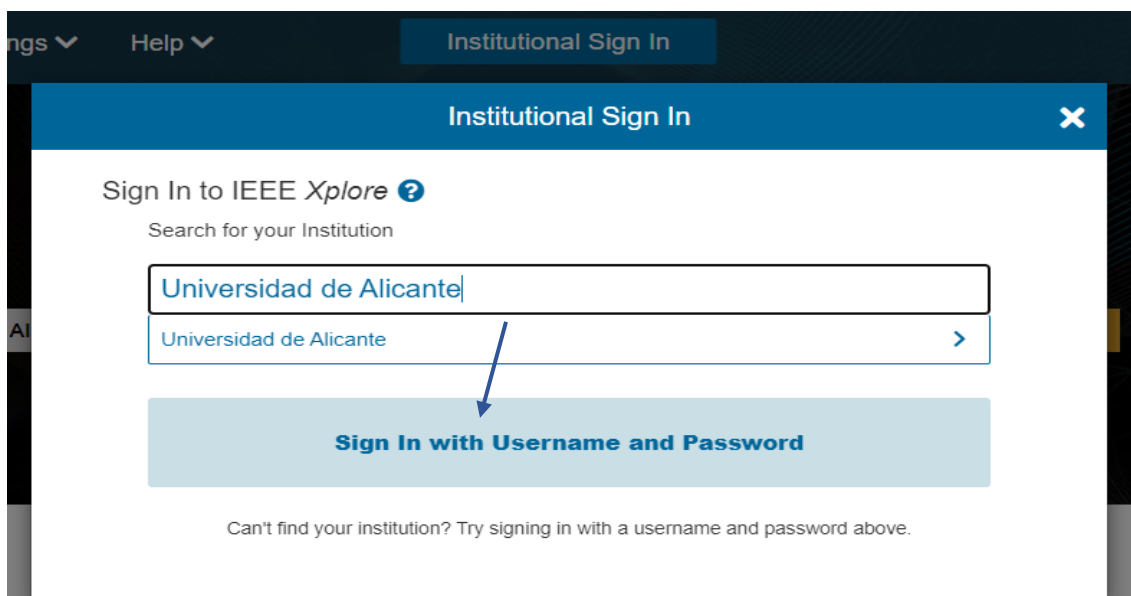 ngs Help Institutional Sign In
Institutional Sign In
Sign In to IEEE Xplore
Search for your Institution
Universidad de Alicante
Al
Universidad de Alicante
Sign In with Username and Password
Can't find your institution? Try signing in with a username and password above.